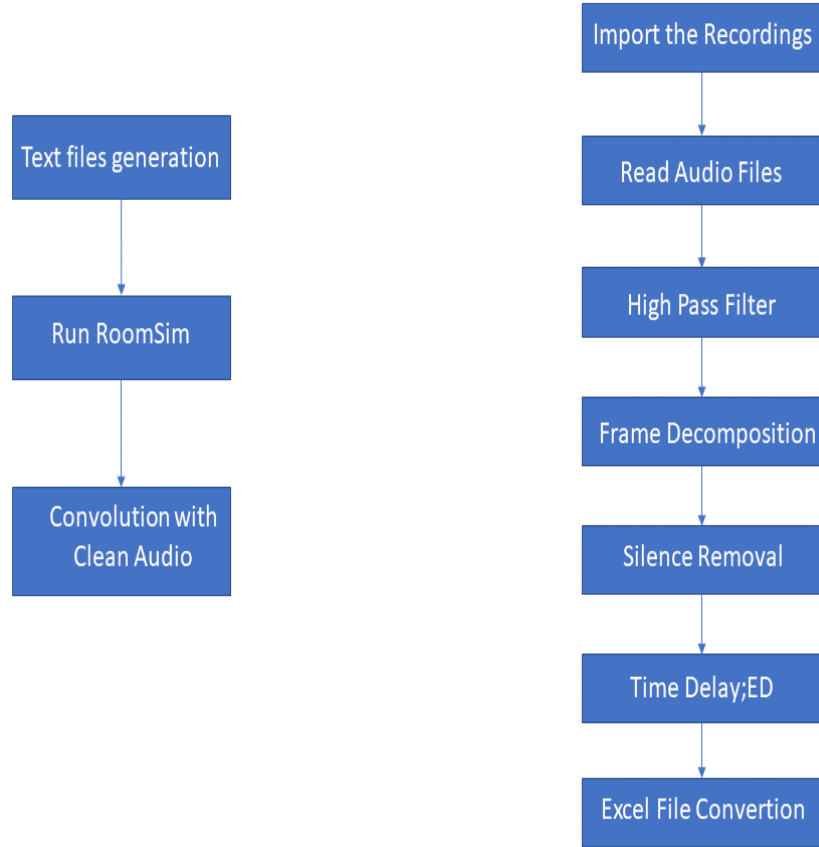 Text files generation
Run RoomSim
Convolution with
Clean Audio
Import the Recordings
Read Audio Files
High Pass Filter
Frame Decomposition
Silence Removal
Time Delay;ED
Excel File Convertion